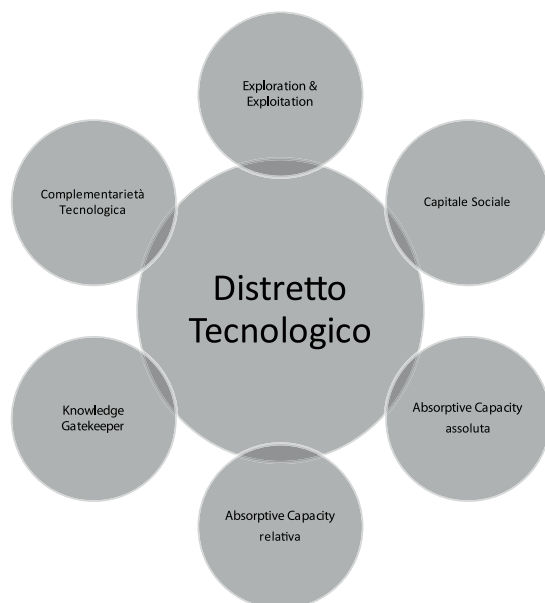 Exploration &
Exploitation
Complementarietà
Tecnologica
Capitale Sociale
Distretto
Tecnologico
Knowledge
Gatekeeper
Absorptive Capacity
assoluta
Absorptive Capacity
relativa